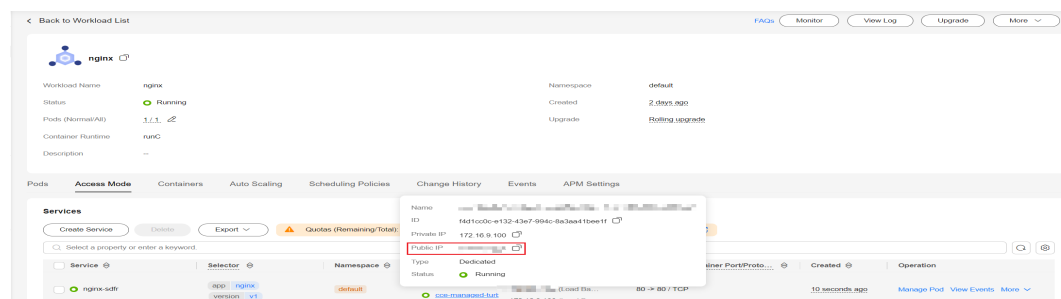 Back to Workload List
FAQs Monitor View Log Upgrade More
nginx
Workload Name nginx Namespace default
Status Running Created 2 days ago
Pods (Normal/All) 1 / 1 Upgrade Rolling upgrade
Container Runtime runC
Description --
Pods Access Mode Containers Auto Scaling Scheduling Policies Change History Events APM Settings
Services
Name
ID f4d1cc0c-e132-43e7-994c-8a3aa41bee1f
Private IP 172.16.9.100
Public IP
Type Dedicated
Status Running
Create Service Delete Export Quotas (Remaining/Total):
Select a property or enter a keyword.
Service Selector Namespace Created Operation
nginx-sdfr app nginx default (Load Ba... 80 -> 80 / TCP 10 seconds ago Manage Pod View Events More
version v1 cce-managed-turt